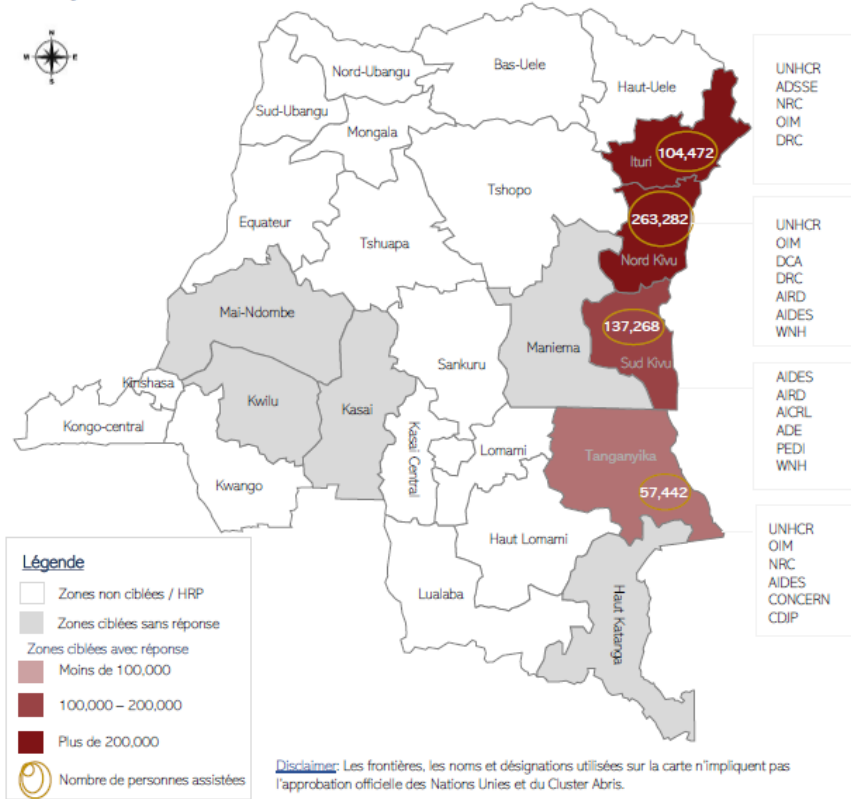 N
M
E
S
Nord-Ubangu
Bas-Uele
Haut-Uele
Sud-Ubangu
Mongala
Ituri
104,472
Tshopo
Equateur
Tshuapa
263,282
Nord Kivu
Mai-Ndombe
137,268
Maniema
Sankuru
Sud Kivu
Kinshasa
Kwilu
Kasai
Kongo-central
Kasai Central
Lomami
Tanganyika
Kwango
57,442
Haut Lomami
Lualaba
Haut Katanga
UNHCR
ADSSE
NRC
OIM
DRC
UNHCR
OIM
DCA
DRC
AIRD
AIDES
WNH
AIDES
AIRD
AICRL
ADE
PEDI
WNH
UNHCR
OIM
NRC
AIDES
CONCERN
CDJP
Légende
Zones non ciblées / HRP
Zones ciblées sans réponse
Zones ciblées avec réponse
Moins de 100,000
100,000 – 200,000
Plus de 200,000
Nombre de personnes assistées
Disclaimer: Les frontières, les noms et désignations utilisées sur la carte n'impliquent pas
l'approbation officielle des Nations Unies et du Cluster Abris.